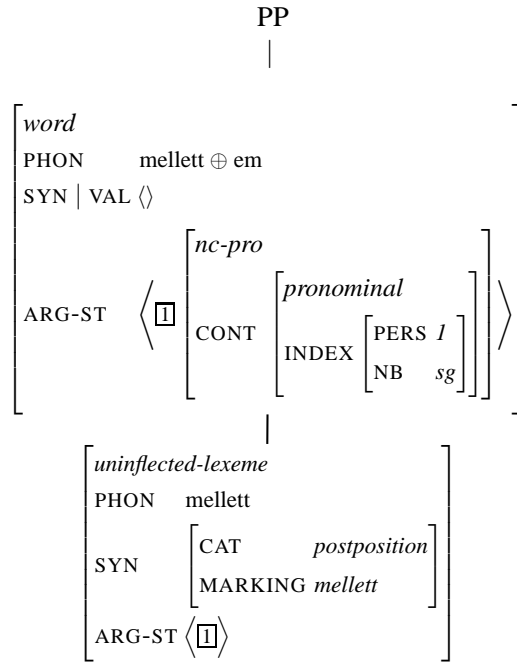 PP
word
PHON mellett ⊕ em
SYN | VAL ⟨⟩
ARG-ST ⟨ 1 nc-pro
CONT pronominal
INDEX PERS 1
NB sg ⟩
uninflected-lexeme
PHON mellett
SYN CAT postposition
MARKING mellett
ARG-ST ⟨ 1 ⟩